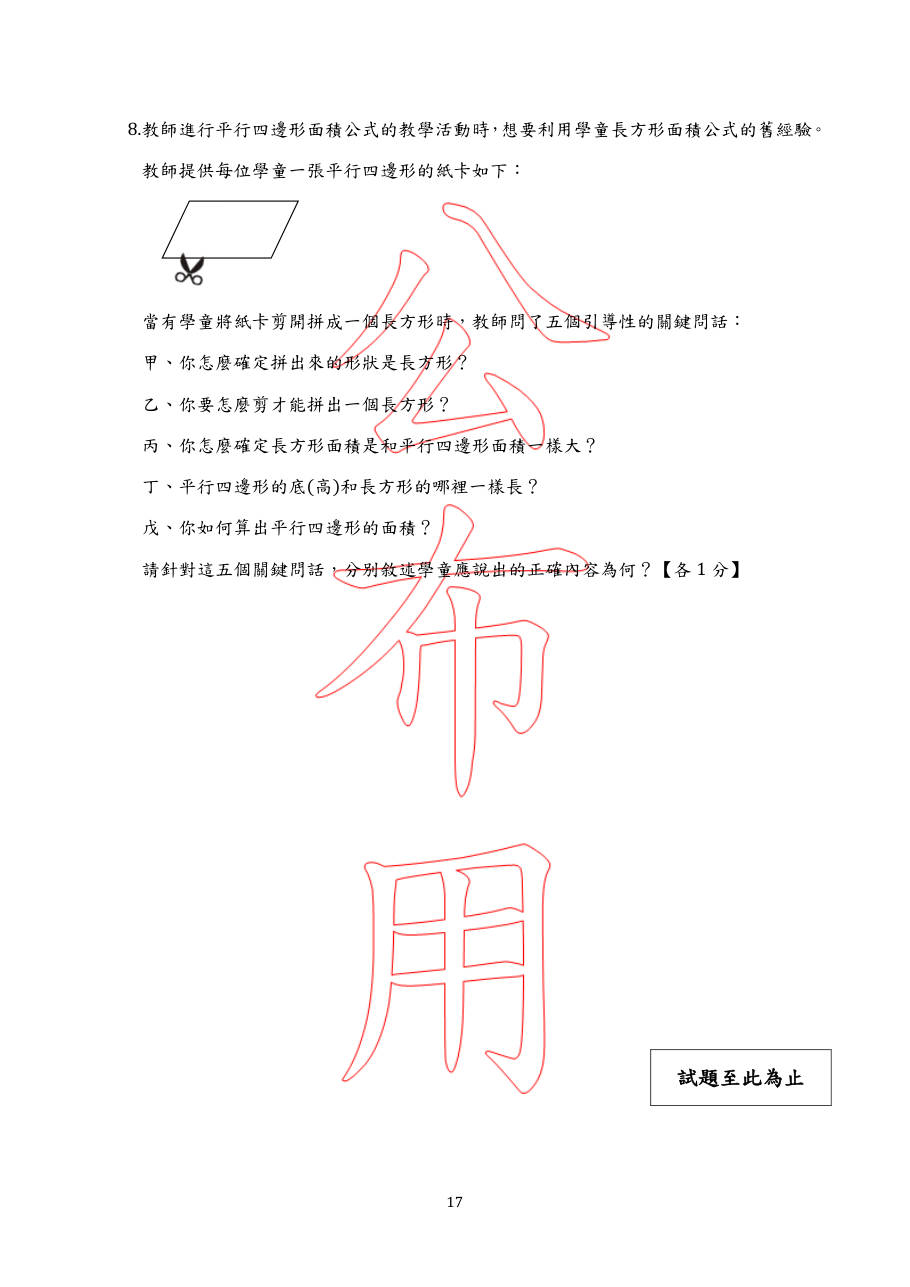 8.教師進行平行四邊形面積公式的教學活動時，想要利用學童長方形面積公式的舊經驗。
教師提供每位學童一張平行四邊形的紙卡如下：
當有學童將紙卡剪開拼成一個長方形時，教師問了五個引導性的關鍵問話：
甲、你怎麼確定拼出來的形狀是長方形？
乙、你要怎麼剪才能拼出一個長方形？
丙、你怎麼確定長方形面積是和平行四邊形面積一樣大？
丁、平行四邊形的底(高)和長方形的哪裡一樣長？
戊、你如何算出平行四邊形的面積？
請針對這五個關鍵問話，分別敘述學童應說出的正確內容為何？【各 1 分】
公布用
試題至此為止
17